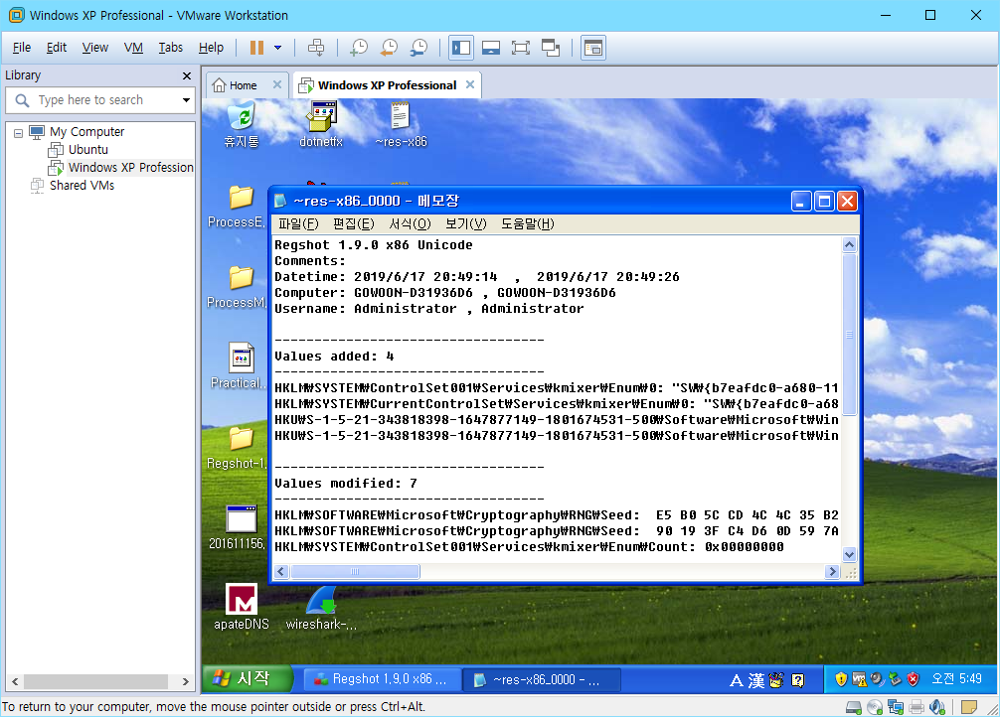 Windows XP Professional - VMware Workstation
File Edit View VM Tabs Help
Library
Type here to search
My Computer
Ubuntu
Windows XP Profession
Shared VMs
Home
Windows XP Professional
휴지통
dotnetfx
~res-x86
ProcessE,
ProcessM,
Practical,
Regshot-1,
201611156,
apateDNS
wireshark-...
~res-x86_0000 - 메모장
파일(F) 편집(E) 서식(O) 보기(V) 도움말(H)
Regshot 1.9.0 x86 Unicode
Comments:
Datetime: 2019/6/17 20:49:14 , 2019/6/17 20:49:26
Computer: GOWOON-D31936D6 , GOWOON-D31936D6
Username: Administrator , Administrator
----------------------------------
Values added: 4
----------------------------------
HKLM₩SYSTEM₩ControlSet001₩Services₩kmixer₩Enum₩0: "SW₩{b7eafdc0-a680-11
HKLM₩SYSTEM₩CurrentControlSet₩Services₩kmixer₩Enum₩0: "SW₩{b7eafdc0-a68
HKU₩S-1-5-21-343818398-1647877149-1801674531-500₩Software₩Microsoft₩Win
HKU₩S-1-5-21-343818398-1647877149-1801674531-500₩Software₩Microsoft₩Win
----------------------------------
Values modified: 7
----------------------------------
HKLM₩SOFTWARE₩Microsoft₩Cryptography₩RNG₩Seed: E5 B0 5C CD 4C 4C 35 B2
HKLM₩SOFTWARE₩Microsoft₩Cryptography₩RNG₩Seed: 90 19 3F C4 D6 0D 59 7A
HKLM₩SYSTEM₩ControlSet001₩Services₩kmixer₩Enum₩Count: 0x00000000
시작
Regshot 1,9,0 x86 ...
~res-x86_0000 - ...
A 漢
오전 5:49
To return to your computer, move the mouse pointer outside or press Ctrl+Alt.